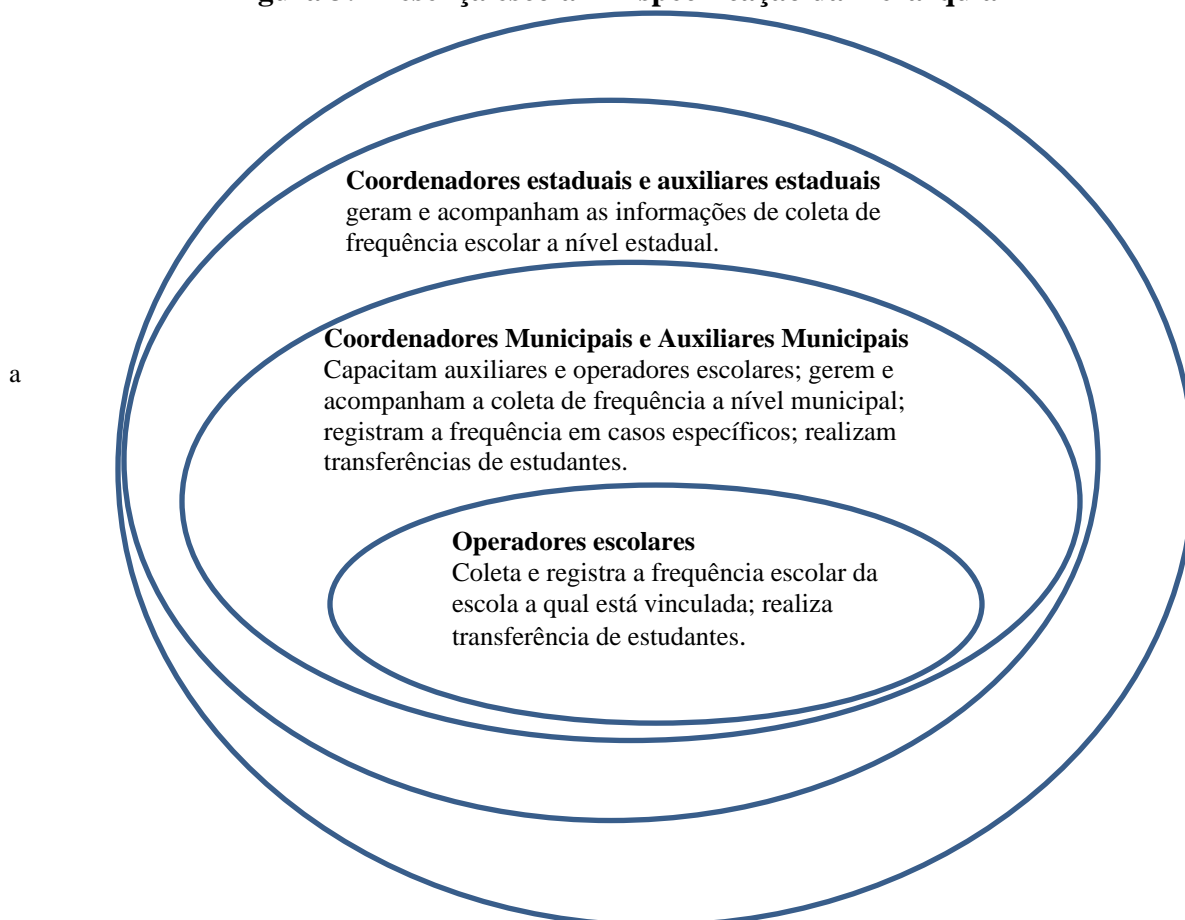 Coordenadores estaduais e auxiliares estaduais
geram e acompanham as informações de coleta de
frequência escolar a nível estadual.
Coordenadores Municipais e Auxiliares Municipais
Capacitam auxiliares e operadores escolares; gerem e
a
acompanham a coleta de frequência a nível municipal;
registram a frequência em casos específicos; realizam
transferências de estudantes.
Operadores escolares
Coleta e registra a frequência escolar da
escola a qual está vinculada; realiza
transferência de estudantes.